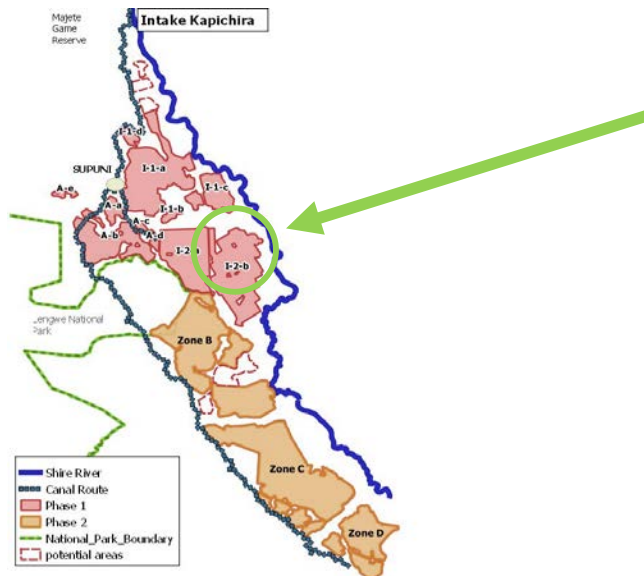 Majete
Game
Reserve
Intake Kapichira
I-1-d
SUPUNI
I-1-a
A-e
I-1-c
A-a
I-1-b
A-c
A-b
A-d
I-2-a
I-2-b
Lengwe National
Park
Zone B
Zone C
Zone D
Shire River
Canal Route
Phase 1
Phase 2
National_Park_Boundary
potential areas